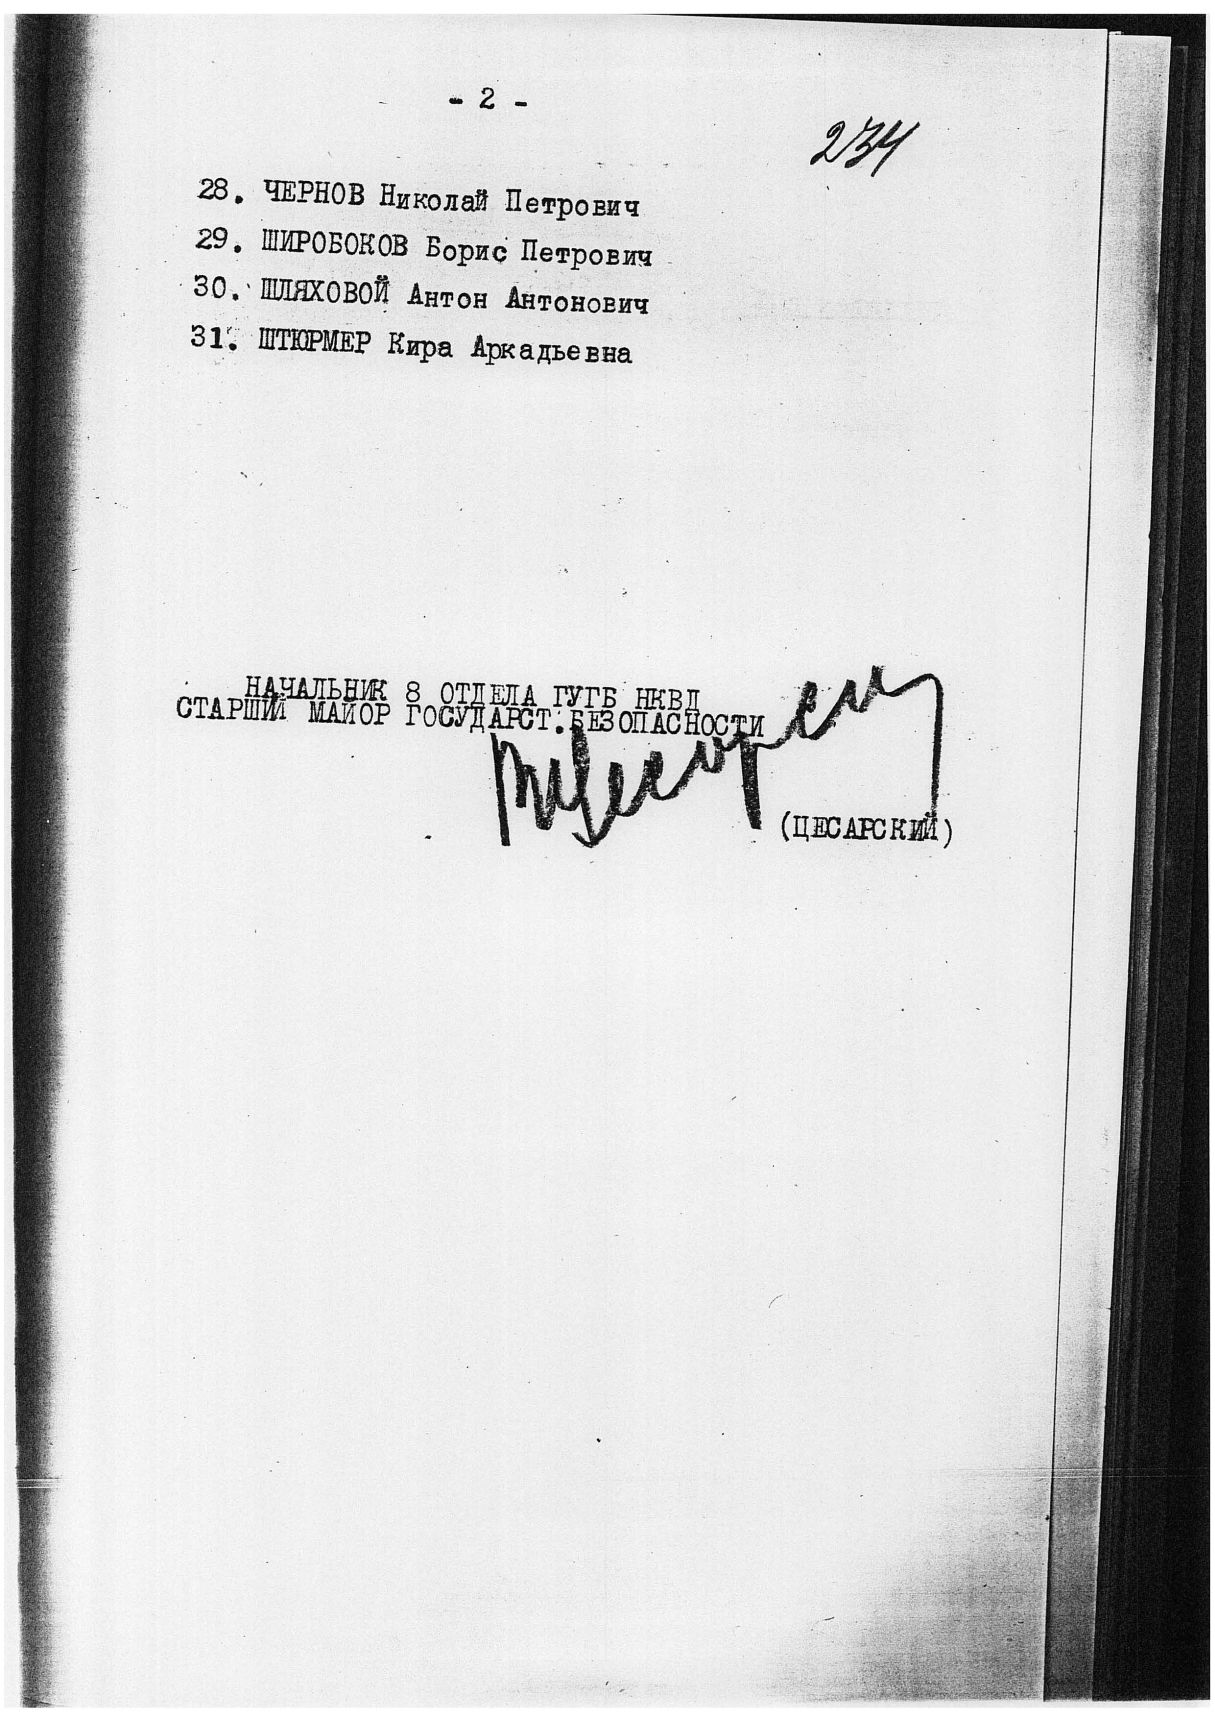 - 2 -
234
28. ЧЕРНОВ Николай Петрович
29. ШИРОБОКОВ Борис Петрович
30. ШЛЯХОВОЙ Антон Антонович
31. ШТЮРМЕР Кира Аркадьевна
НАЧАЛЬНИК 8 ОТДЕЛА ГУГБ НКВД
СТАРШИЙ МАЙОР ГОСУДАРСТ.БЕЗОПАСНОСТИ
(ЦЕСАРСКИЙ)